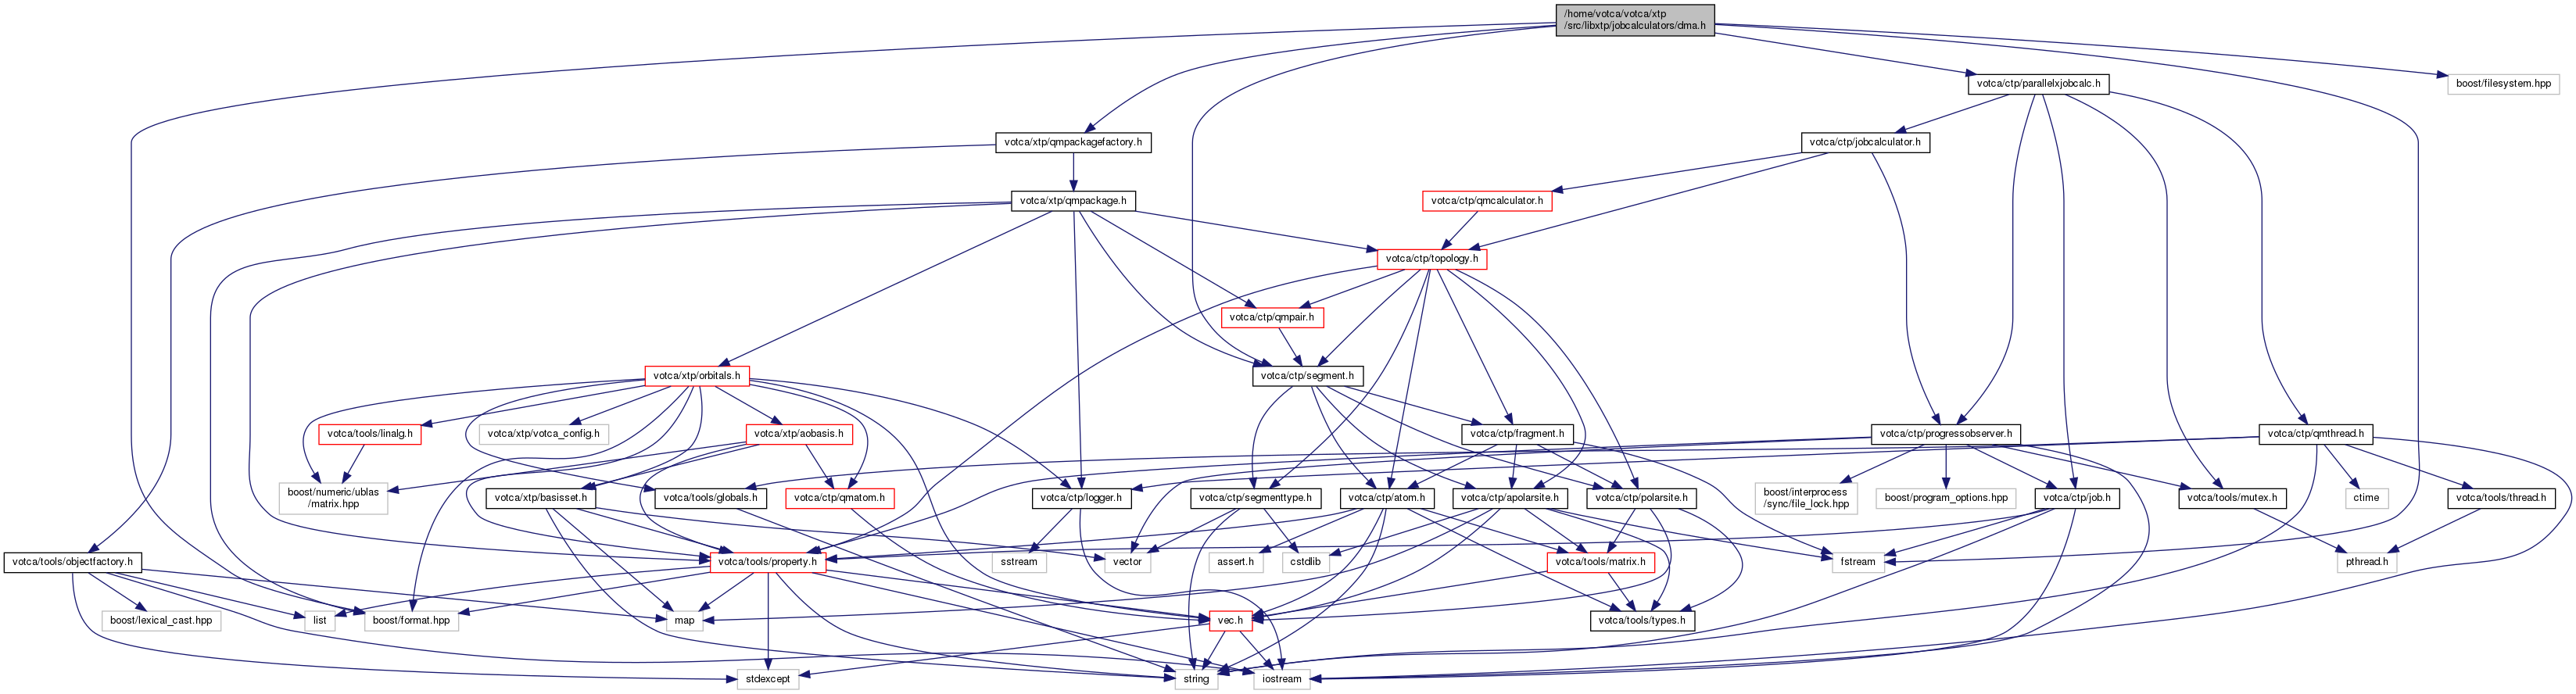 /home/votca/votca/xtp
/src/libxtp/jobcalculators/dma.h
votca/ctp/parallelxjobcalc.h
boost/filesystem.hpp
votca/xtp/qmpackagefactory.h
votca/ctp/jobcalculator.h
votca/xtp/qmpackage.h
votca/ctp/qmcalculator.h
votca/ctp/topology.h
votca/ctp/qmpair.h
votca/xtp/orbitals.h
votca/ctp/segment.h
votca/tools/linalg.h
votca/xtp/votca_config.h
votca/xtp/aobasis.h
votca/ctp/fragment.h
votca/ctp/progressobserver.h
votca/ctp/qmthread.h
boost/numeric/ublas
/matrix.hpp
votca/xtp/basisset.h
votca/tools/globals.h
votca/ctp/qmatom.h
votca/ctp/logger.h
votca/ctp/segmenttype.h
votca/ctp/atom.h
votca/ctp/apolarsite.h
votca/ctp/polarsite.h
boost/interprocess
/sync/file_lock.hpp
boost/program_options.hpp
votca/ctp/job.h
votca/tools/mutex.h
ctime
votca/tools/thread.h
votca/tools/objectfactory.h
votca/tools/property.h
sstream
vector
assert.h
cstdlib
votca/tools/matrix.h
fstream
pthread.h
boost/lexical_cast.hpp
list
boost/format.hpp
map
vec.h
votca/tools/types.h
stdexcept
string
iostream